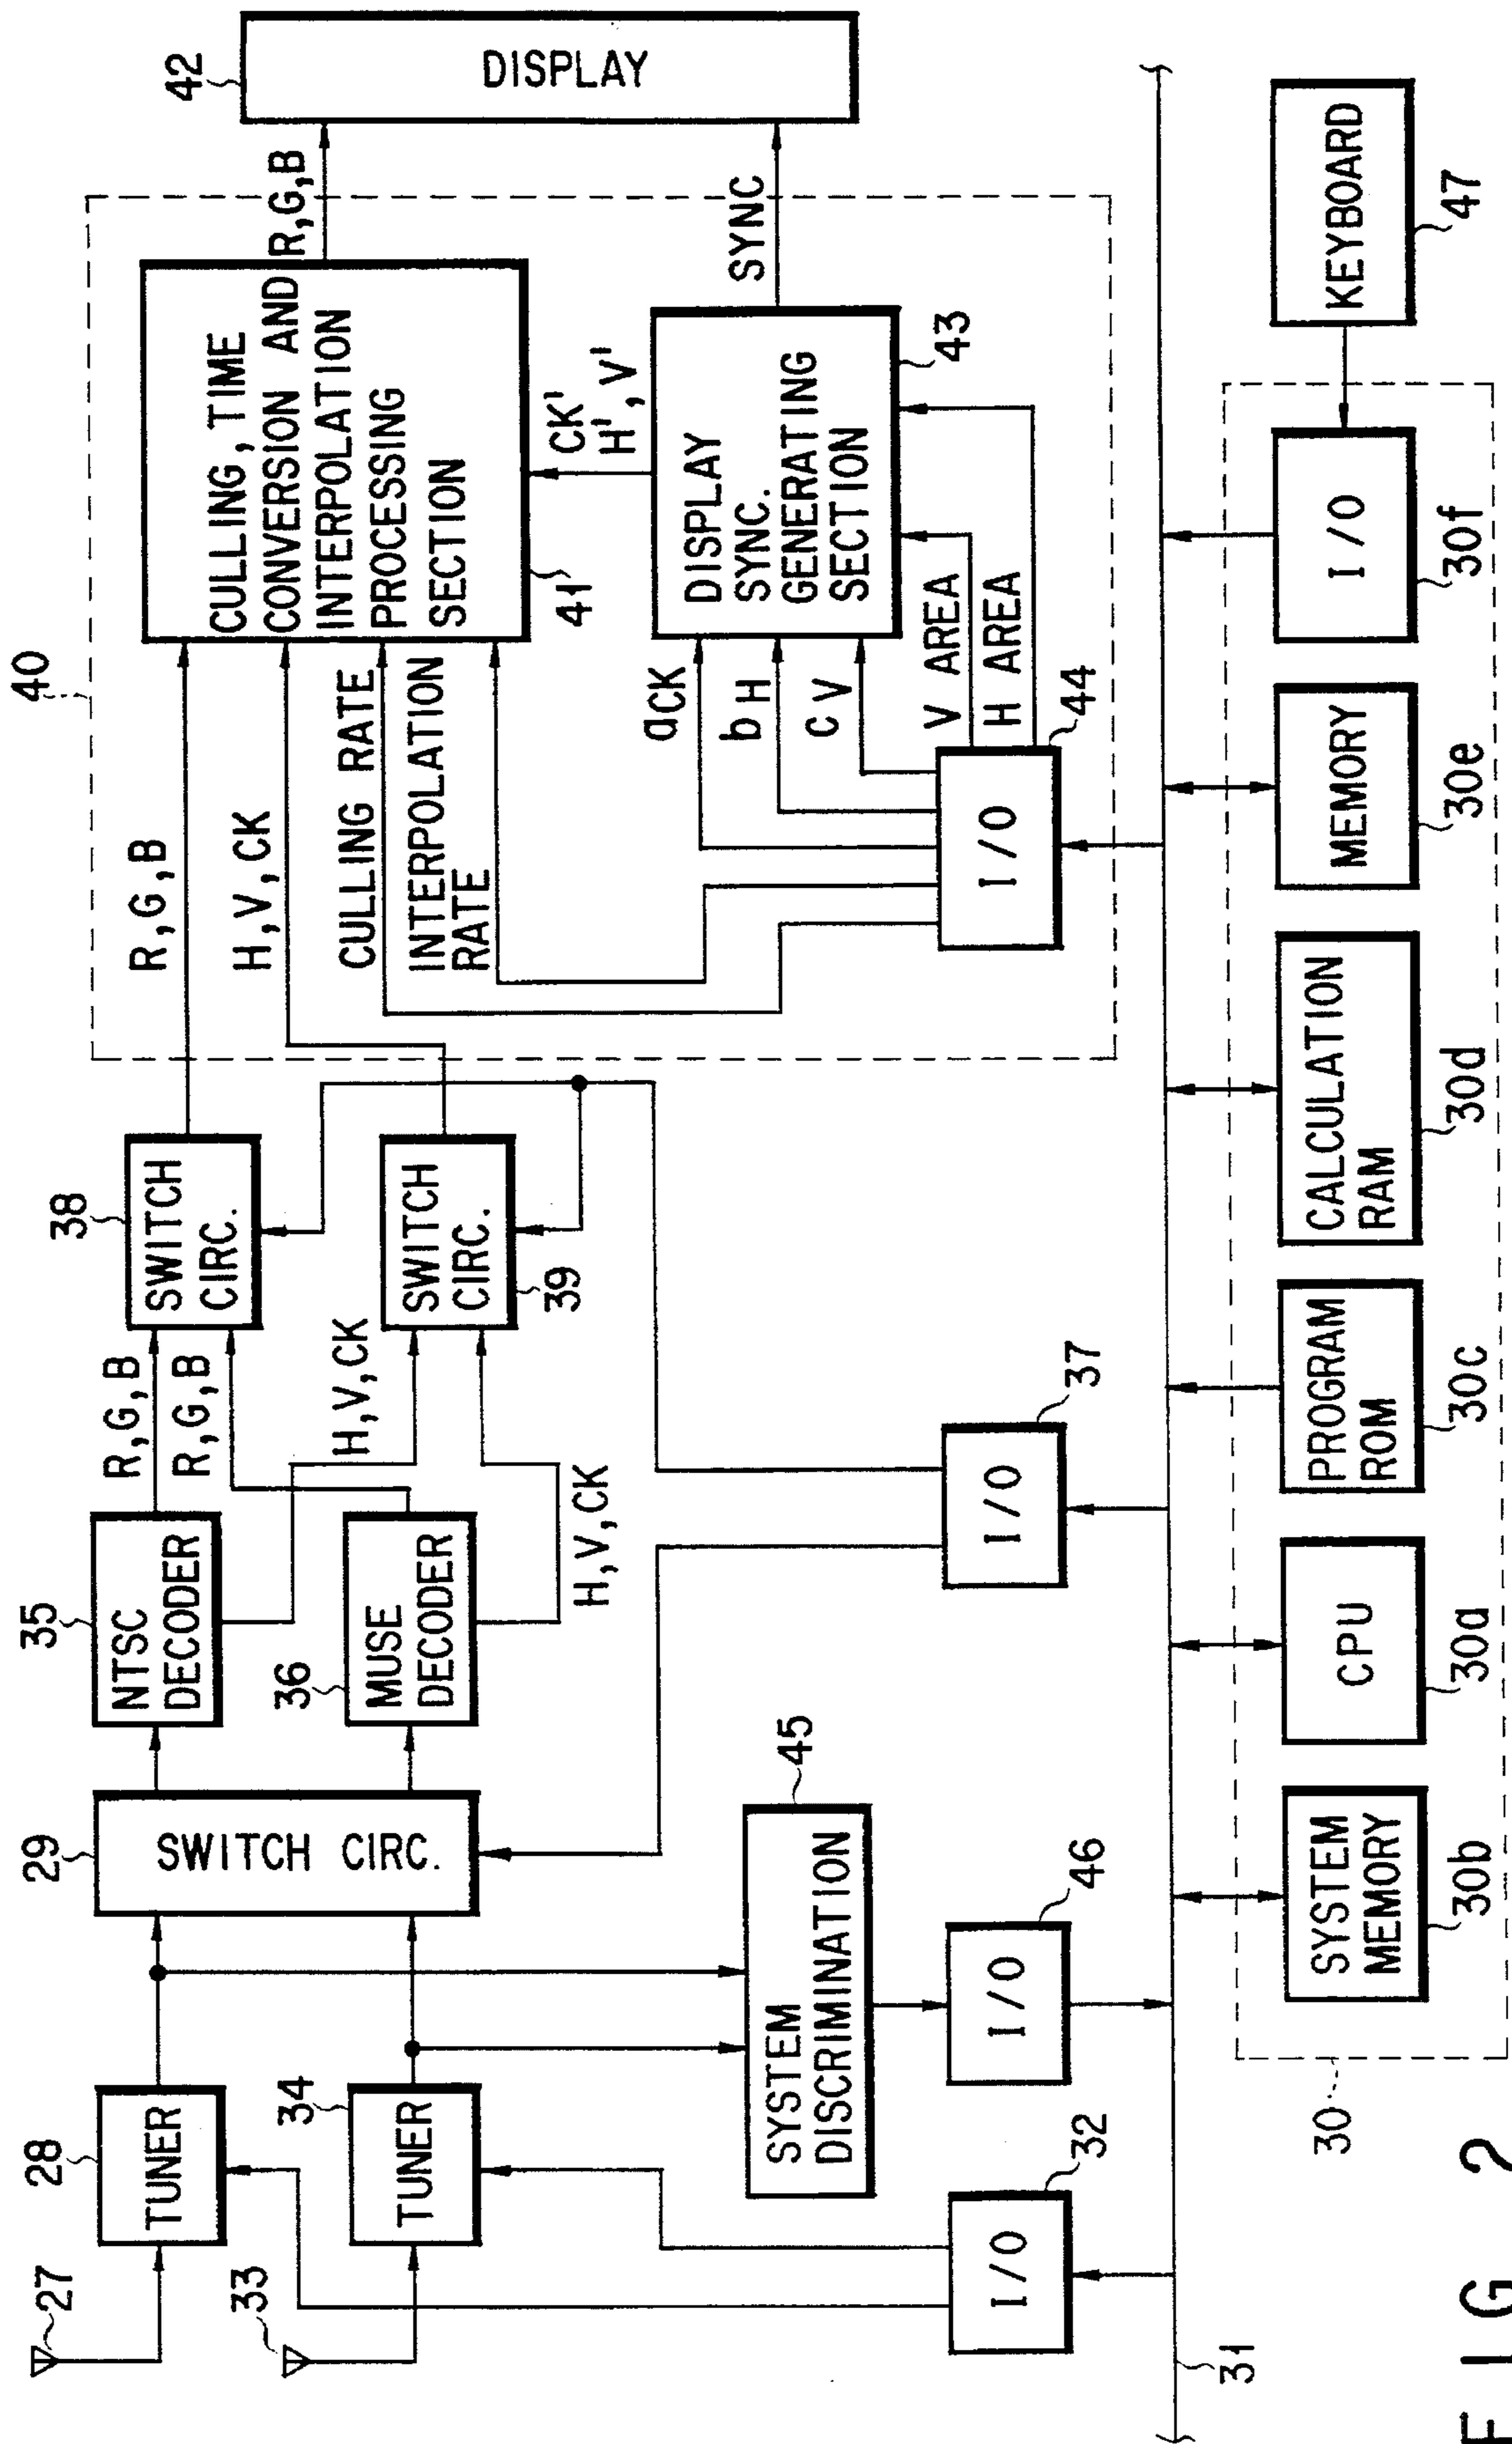 27
28
TUNER
33
34
TUNER
29
SWITCH CIRC.
35
NTSC
DECODER
36
MUSE
DECODER
R,G,B
R,G,B
H,V,CK
H,V,CK
38
SWITCH
CIRC.
SWITCH
CIRC.
39
40
R,G,B
H,V,CK
CULLING RATE
INTERPOLATION
RATE
CULLING, TIME
CONVERSION AND
INTERPOLATION
PROCESSING
SECTION
41
R,G,B
42
DISPLAY
CK'
H',V'
SYNC
aCK
bH
CV
DISPLAY
SYNC.
GENERATING
SECTION
43
V AREA
H AREA
I/O
44
SYSTEM
DISCRIMINATION
45
I/O
32
I/O
46
I/O
37
31
30
SYSTEM
MEMORY
30b
CPU
30a
PROGRAM
ROM
30c
CALCULATION
RAM
30d
MEMORY
30e
I/O
30f
KEYBOARD
47
FIG 2